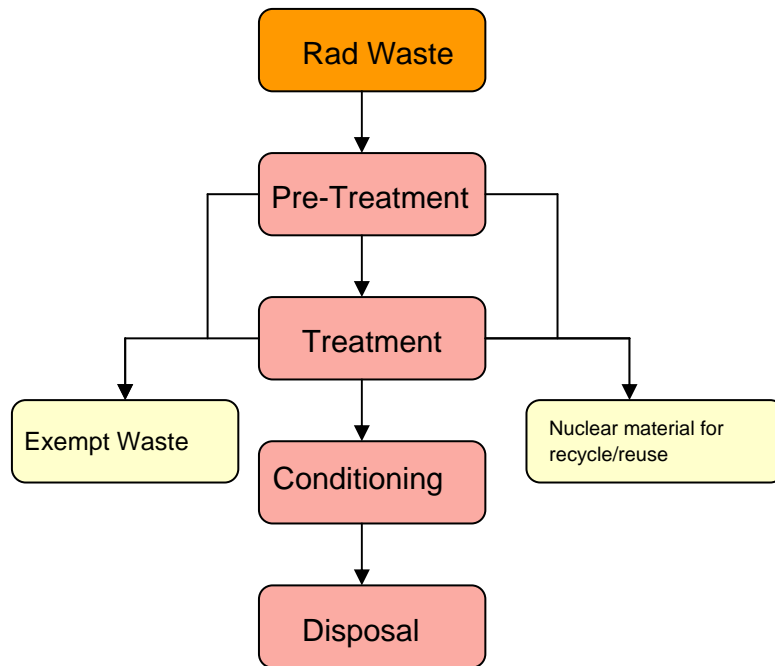 Rad Waste
Pre-Treatment
Treatment
Exempt Waste
Nuclear material for
recycle/reuse
Conditioning
Disposal